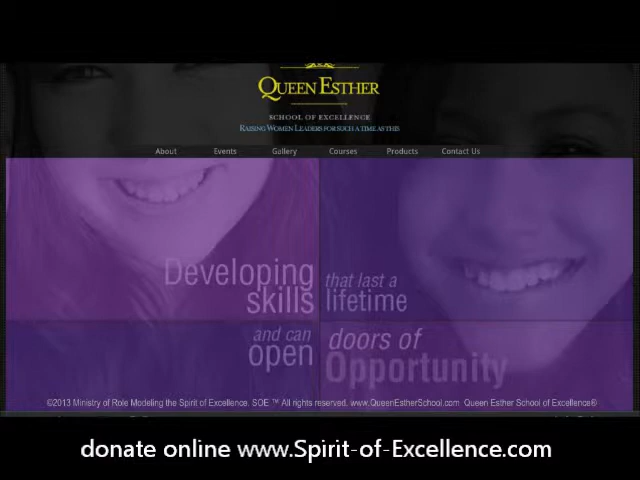 QUEEN ESTHER
SCHOOL OF EXCELLENCE
RAISING WOMEN LEADERS FOR SUCH A TIME AS THIS
About Events Gallery Courses Products Contact Us
Developing skills
that last a lifetime
and can open
doors of Opportunity
©2013 Ministry of Role Modeling the Spirit of Excellence. SOE ™ All rights reserved. www.QueenEstherSchool.com Queen Esther School of Excellence®
donate online www.Spirit-of-Excellence.com